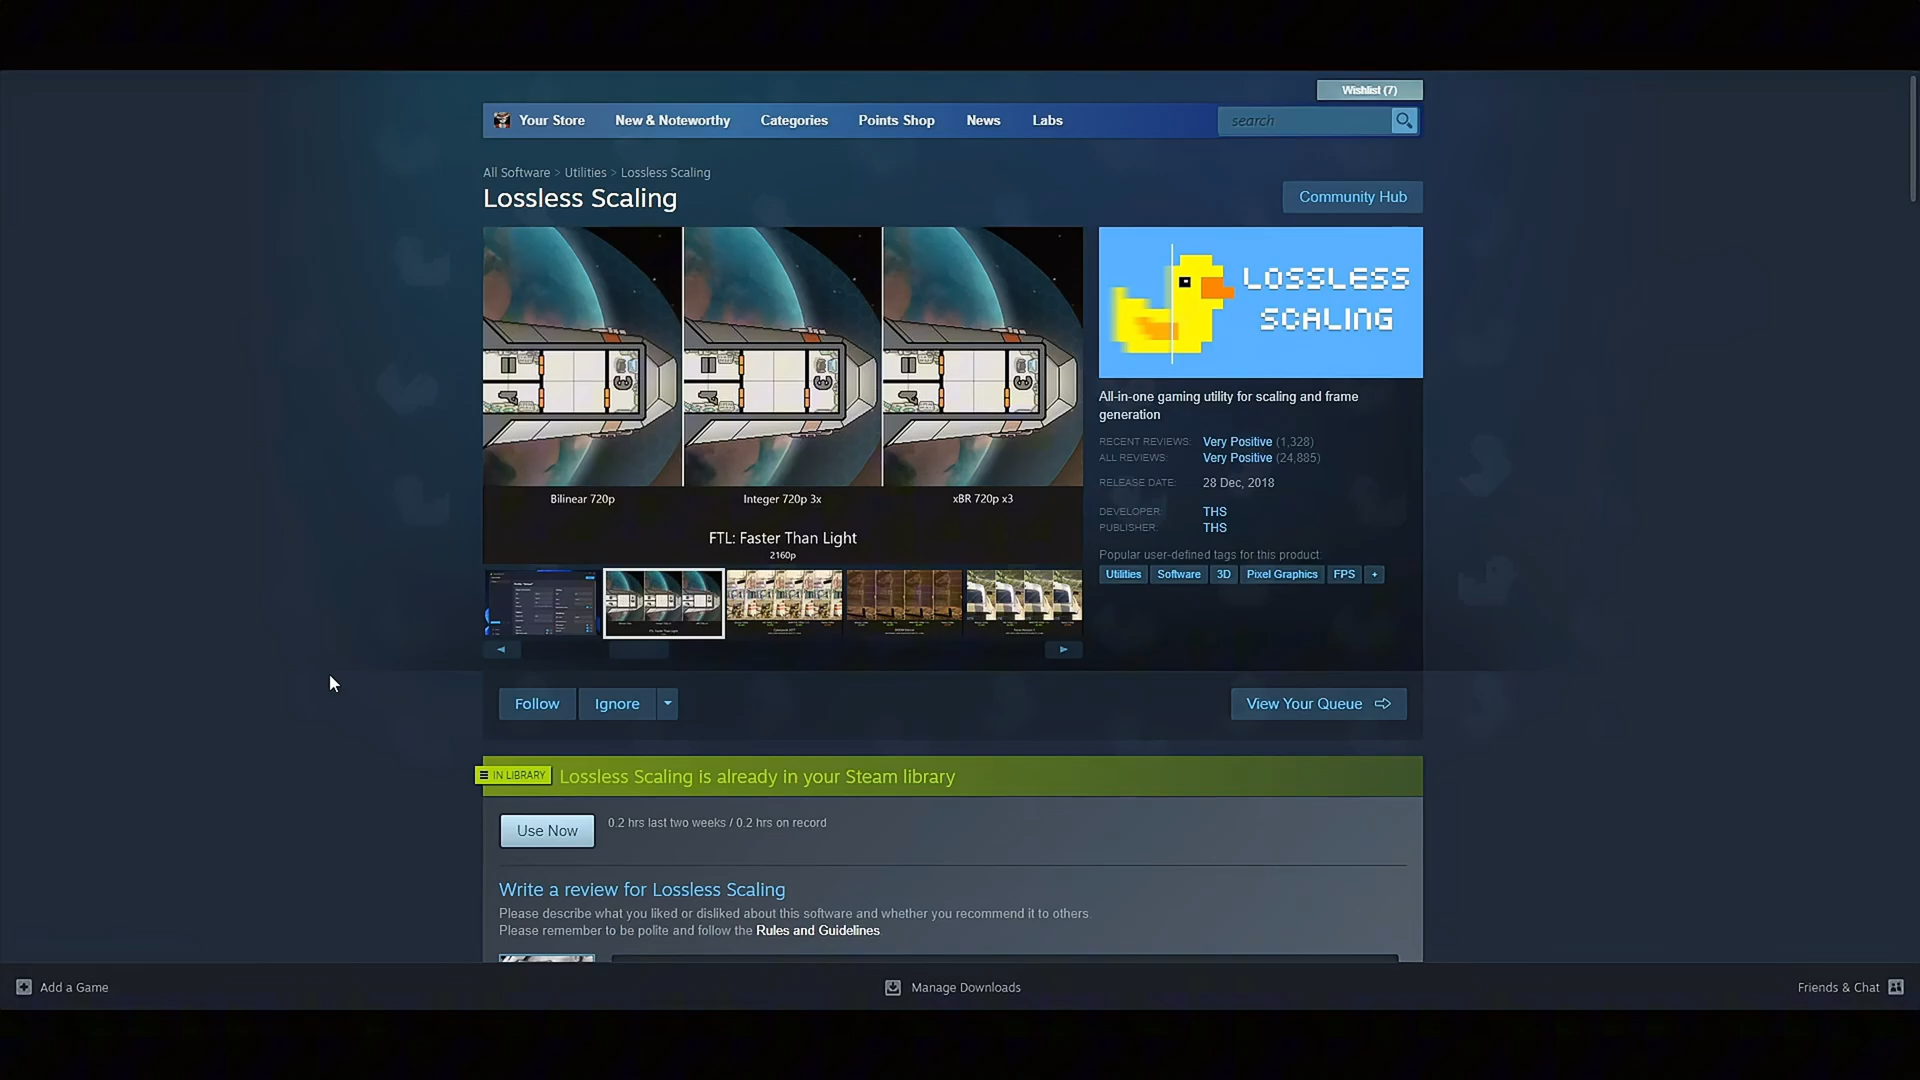 Wishlist (7)
Your Store
New & Noteworthy
Categories
Points Shop
News
Labs
search
All Software > Utilities > Lossless Scaling
Lossless Scaling
Community Hub
Bilinear 720p
Integer 720p 3x
xBR 720p x3
FTL: Faster Than Light
2160p
LOSSLESS
SCALING
All-in-one gaming utility for scaling and frame
generation
RECENT REVIEWS: Very Positive (1,328)
ALL REVIEWS: Very Positive (24,885)
RELEASE DATE: 28 Dec, 2018
DEVELOPER: THS
PUBLISHER: THS
Popular user-defined tags for this product:
Utilities
Software
3D
Pixel Graphics
FPS
+
Follow
Ignore
View Your Queue
IN LIBRARY
Lossless Scaling is already in your Steam library
Use Now
0.2 hrs last two weeks / 0.2 hrs on record
Write a review for Lossless Scaling
Please describe what you liked or disliked about this software and whether you recommend it to others.
Please remember to be polite and follow the Rules and Guidelines.
Add a Game
Manage Downloads
Friends & Chat